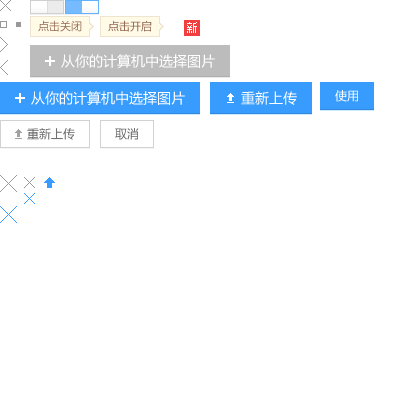 点击关闭 点击开启 新
从你的计算机中选择图片
从你的计算机中选择图片 重新上传 使用
重新上传 取消